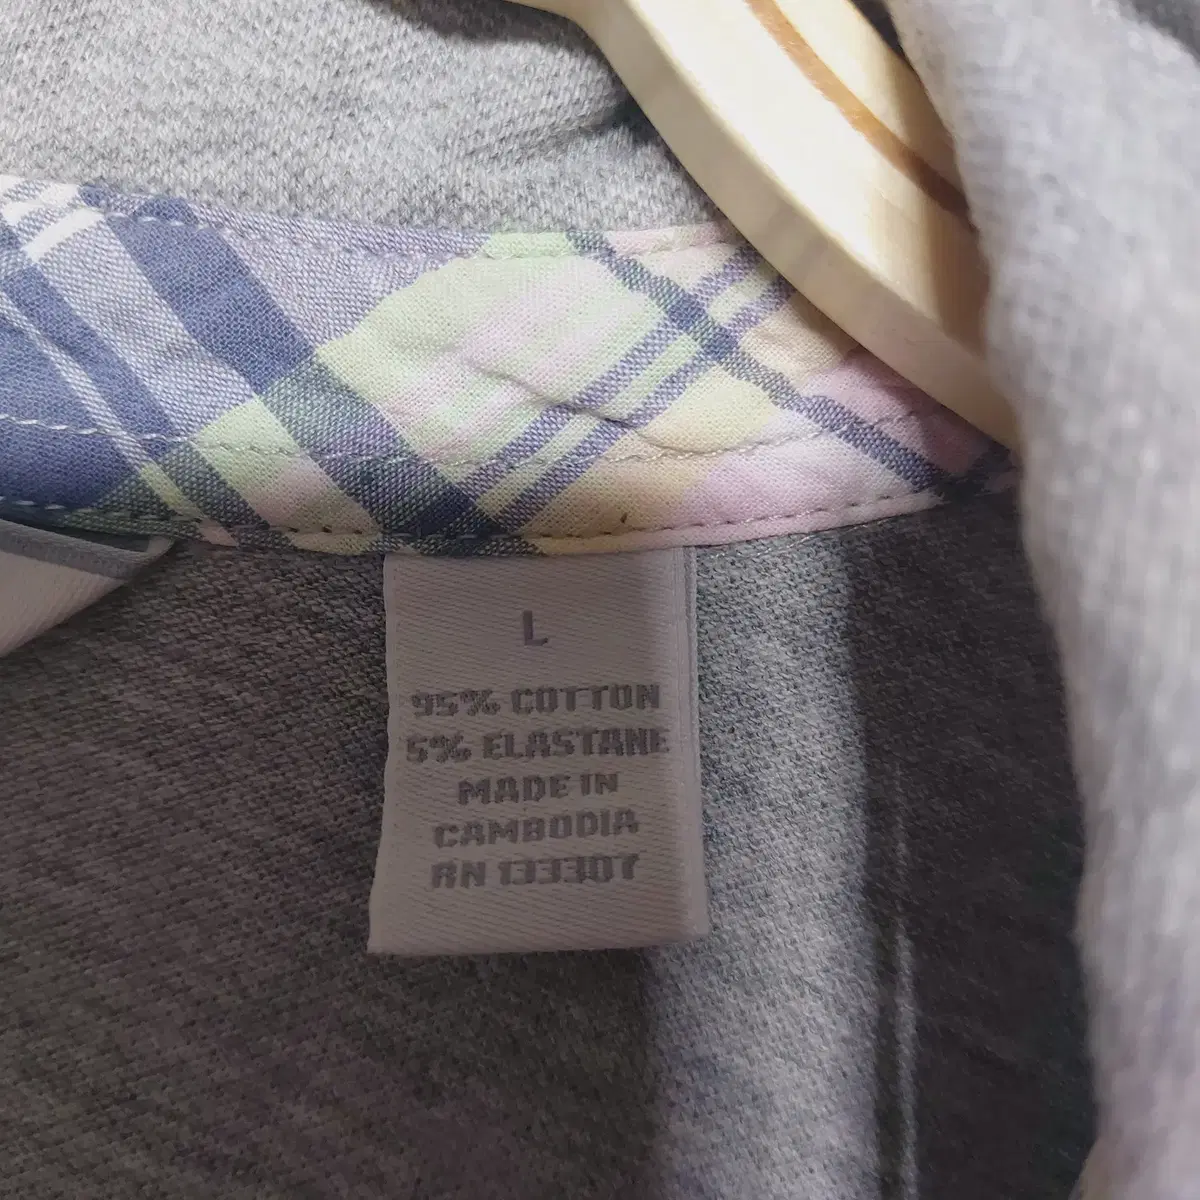 L
95% COTTON
5% ELASTANE
MADE IN
CAMBODIA
RN 133307